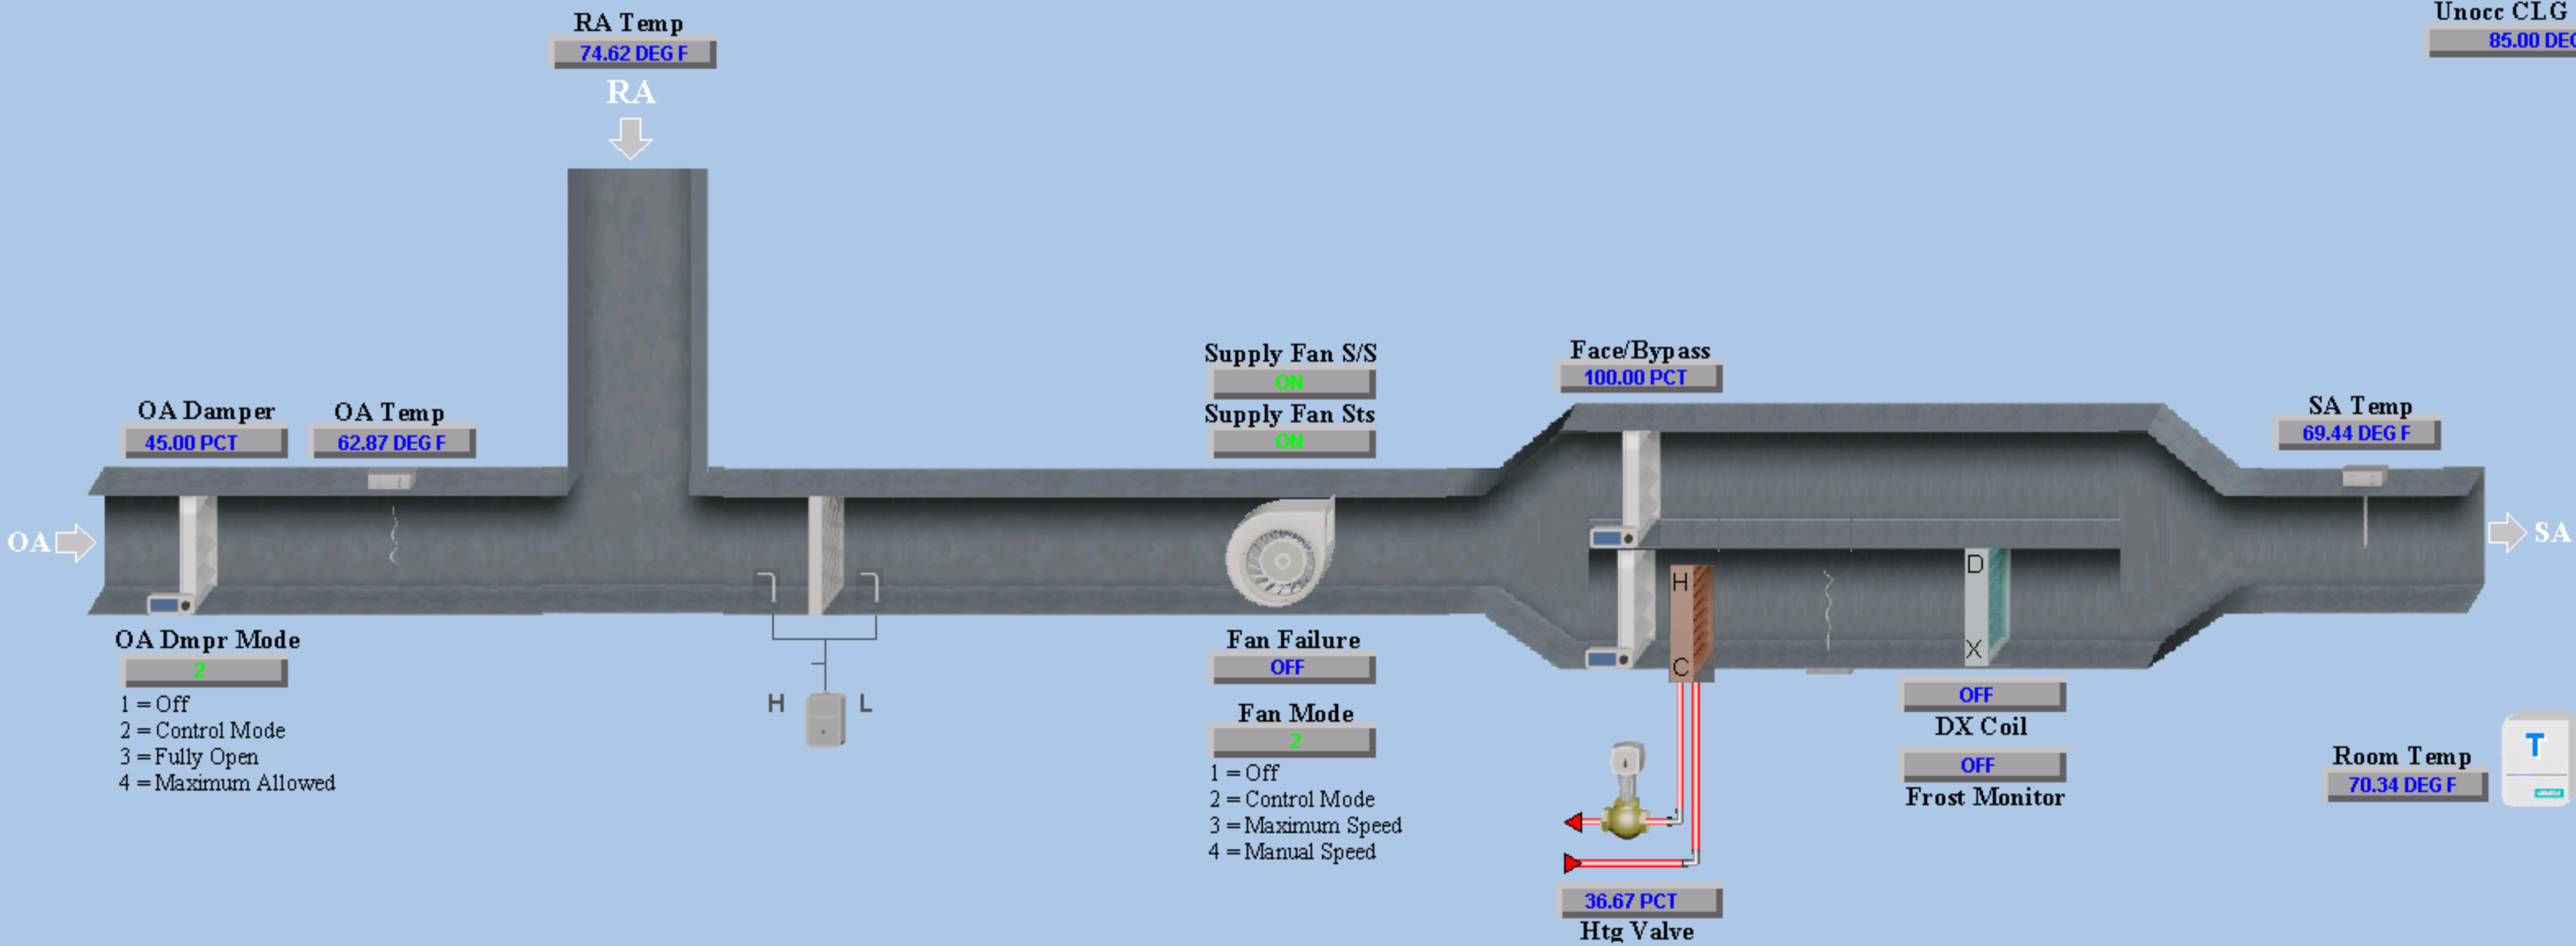 RA Temp
74.62 DEG F
RA
Unocc CLG
85.00 DEG
OA Damper
45.00 PCT
OA Temp
62.87 DEG F
OA
OA Dmpr Mode
2
1 = Off
2 = Control Mode
3 = Fully Open
4 = Maximum Allowed
H L
Supply Fan S/S
ON
Supply Fan Sts
ON
Fan Failure
OFF
Fan Mode
2
1 = Off
2 = Control Mode
3 = Maximum Speed
4 = Manual Speed
Face/Bypass
100.00 PCT
H
C
36.67 PCT
Htg Valve
D
X
OFF
DX Coil
OFF
Frost Monitor
SA Temp
69.44 DEG F
SA
Room Temp
70.34 DEG F
T